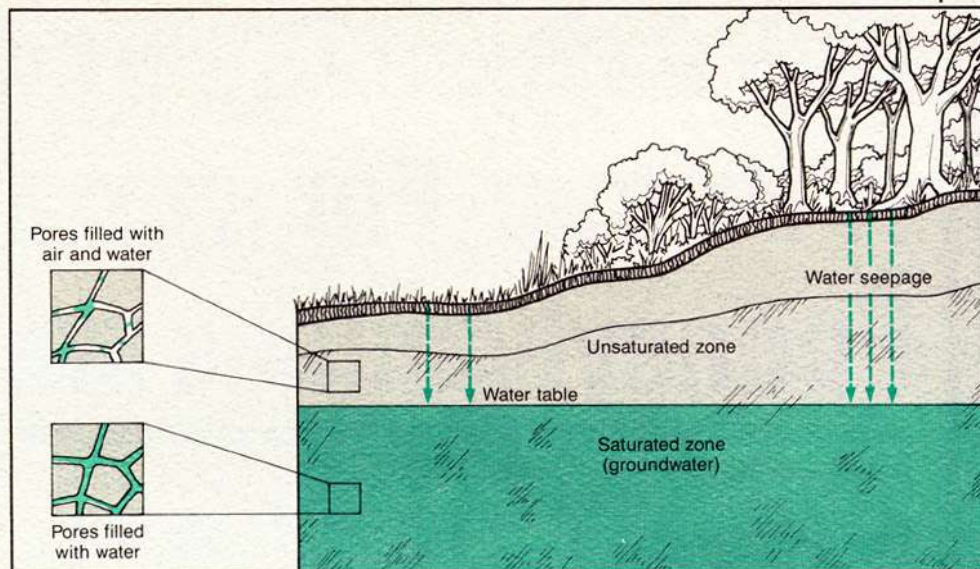 Pores filled with
air and water
Water seepage
Unsaturated zone
Water table
Saturated zone
(groundwater)
Pores filled
with water